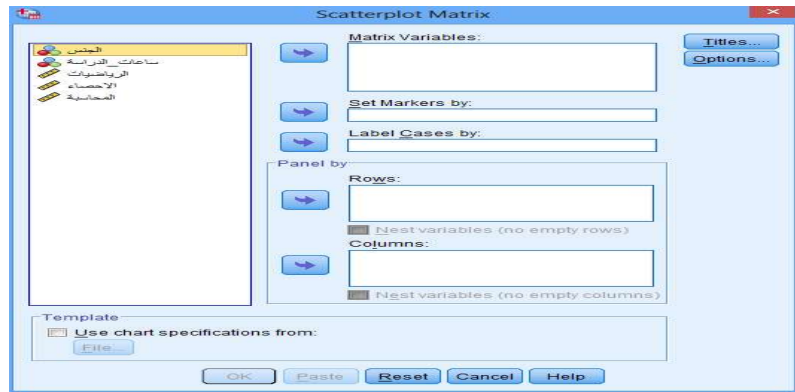 Scatterplot Matrix
الجنس
ساعات_الدراسة
الرياضيات
الاحصاء
المحاسبة
Matrix Variables:
Set Markers by:
Label Cases by:
Panel by
Rows:
Nest variables (no empty rows)
Columns:
Nest variables (no empty columns)
Titles...
Options...
Template
Use chart specifications from:
File...
OK
Paste
Reset
Cancel
Help